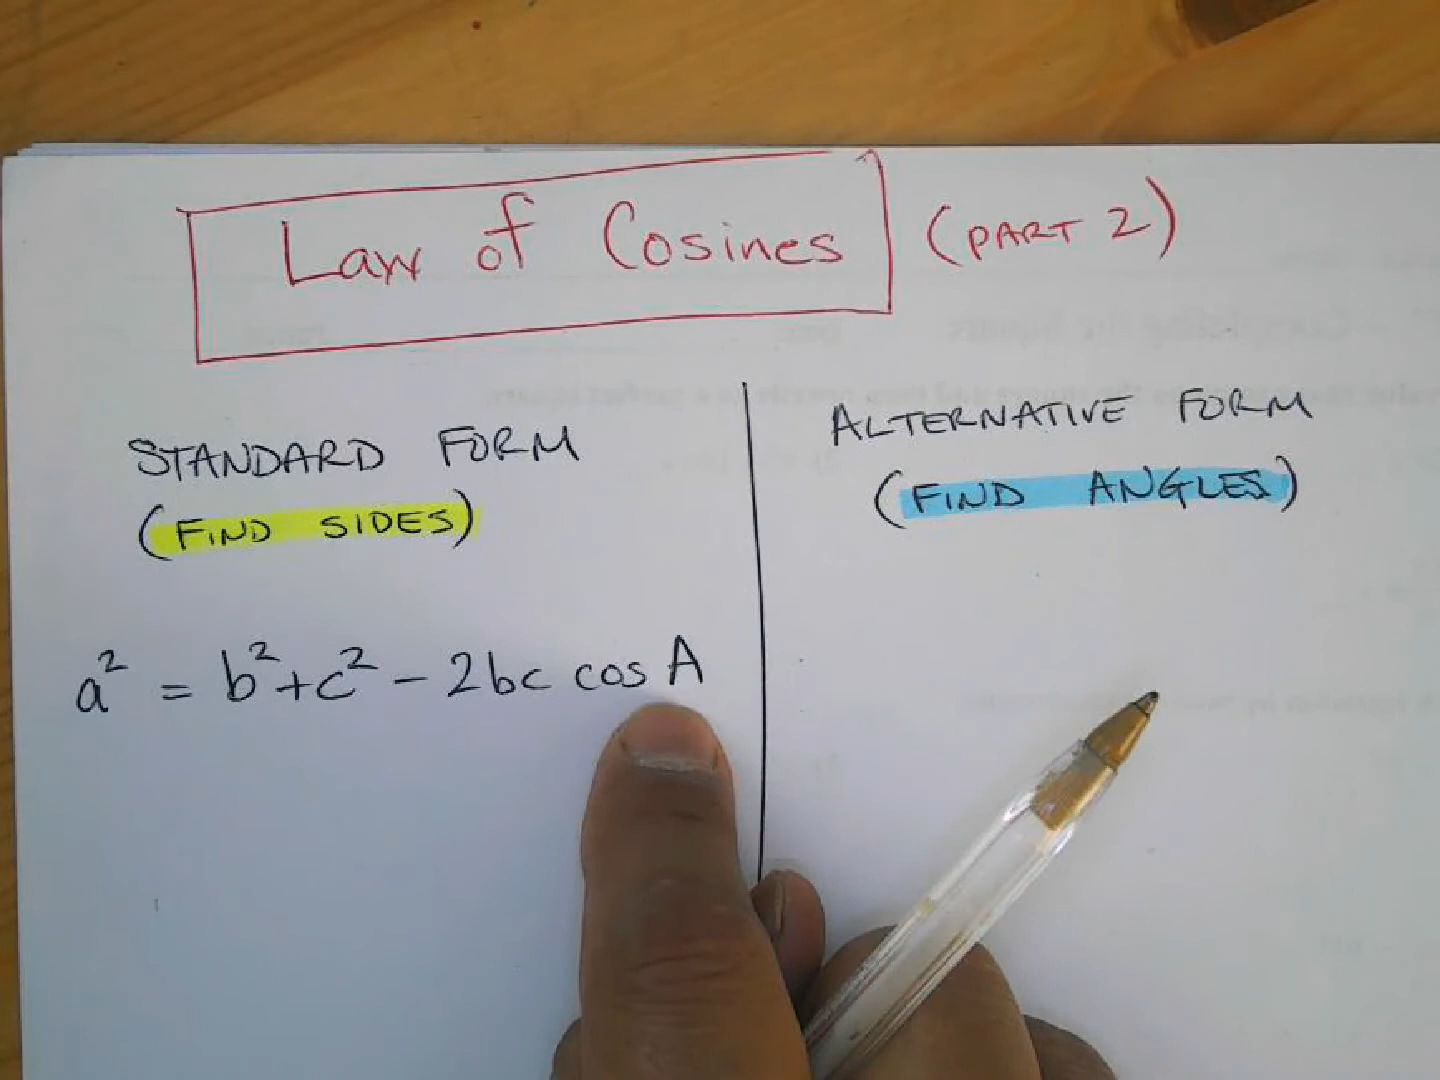 Law of Cosines (PART 2)
STANDARD FORM
(FIND SIDES)
a² = b²+c² - 2bc cos A
ALTERNATIVE FORM
(FIND ANGLES)